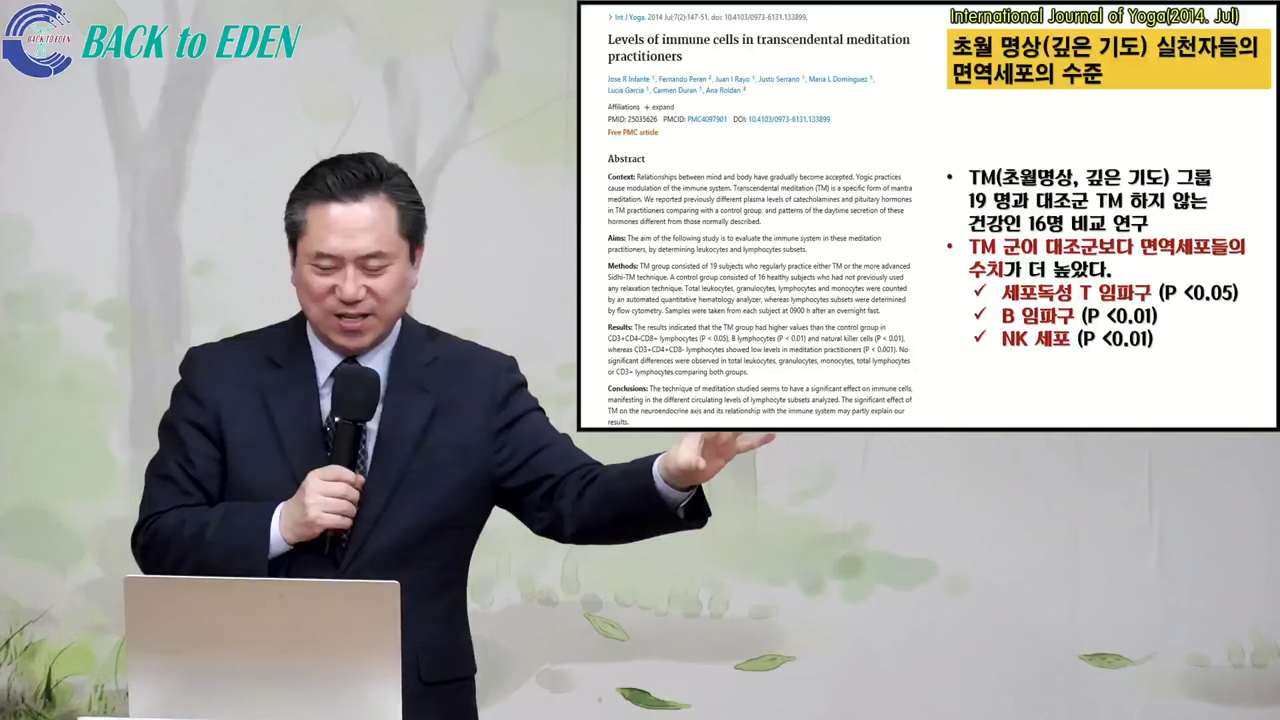 BACK to EDEN
BACK to EDEN
Int J Yoga. 2014 Jul;7(2):147-51. doi: 10.4103/0973-6131.133899.
Levels of immune cells in transcendental meditation
practitioners
Jose R Infante 1, Fernando Peran 2, Juan I Rayo 1, Justo Serrano 1, Maria L Dominguez 1,
Lucia Garcia 1, Carmen Duran 1, Ana Roldan 3
Affiliations + expand
PMID: 25035626 PMCID: PMC4097901 DOI: 10.4103/0973-6131.133899
Free PMC article
Abstract
Context: Relationships between mind and body have gradually become accepted. Yogic practices
cause modulation of the immune system. Transcendental meditation (TM) is a specific form of mantra
meditation. We reported previously different plasma levels of catecholamines and pituitary hormones
in TM practitioners comparing with a control group, and patterns of the daytime secretion of these
hormones different from those normally described.
Aims: The aim of the following study is to evaluate the immune system in these meditation
practitioners, by determining leukocytes and lymphocytes subsets.
Methods: TM group consisted of 19 subjects who regularly practice either TM or the more advanced
Sidhi-TM technique. A control group consisted of 16 healthy subjects who had not previously used
any relaxation technique. Total leukocytes, granulocytes, lymphocytes and monocytes were counted
by an automated quantitative hematology analyzer, whereas lymphocytes subsets were determined
by flow cytometry. Samples were taken from each subject at 0900 h after an overnight fast.
Results: The results indicated that the TM group had higher values than the control group in
CD3+CD4-CD8+ lymphocytes (P < 0.05), B lymphocytes (P < 0.01) and natural killer cells (P < 0.01),
whereas CD3+CD4+CD8- lymphocytes showed low levels in meditation practitioners (P < 0.001). No
significant differences were observed in total leukocytes, granulocytes, monocytes, total lymphocytes
or CD3+ lymphocytes comparing both groups.
Conclusions: The technique of meditation studied seems to have a significant effect on immune cells,
manifesting in the different circulating levels of lymphocyte subsets analyzed. The significant effect of
TM on the neuroendocrine axis and its relationship with the immune system may partly explain our
results.
International Journal of Yoga(2014. Jul)
초월 명상(깊은 기도) 실천자들의
면역세포의 수준
• TM(초월명상, 깊은 기도) 그룹
19 명과 대조군 TM 하지 않는
건강인 16명 비교 연구
• TM 군이 대조군보다 면역세포들의
수치가 더 높았다.
✓ 세포독성 T 임파구 (P <0.05)
✓ B 임파구 (P <0.01)
✓ NK 세포 (P <0.01)